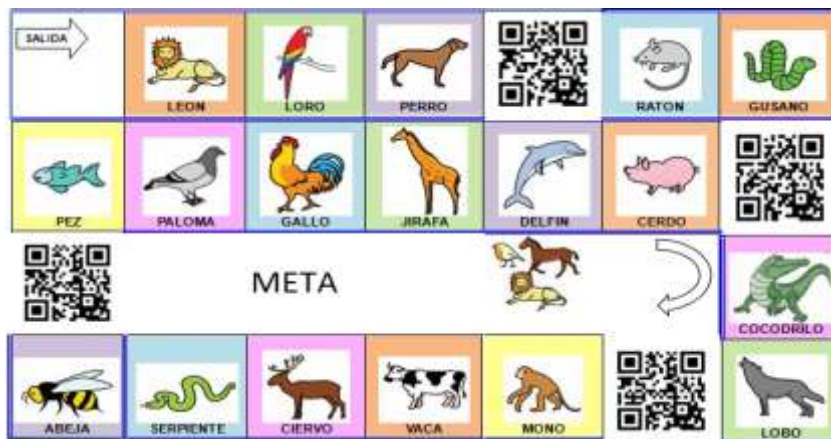 SALIDA
LEON
LORO
PERRO
RATON
GUSANO
PEZ
PALOMA
GALLO
JIRAFA
DELFIN
CERDO
META
COCODRILO
ABEJA
SERPIENTE
CIERVO
VACA
MONO
LOBO